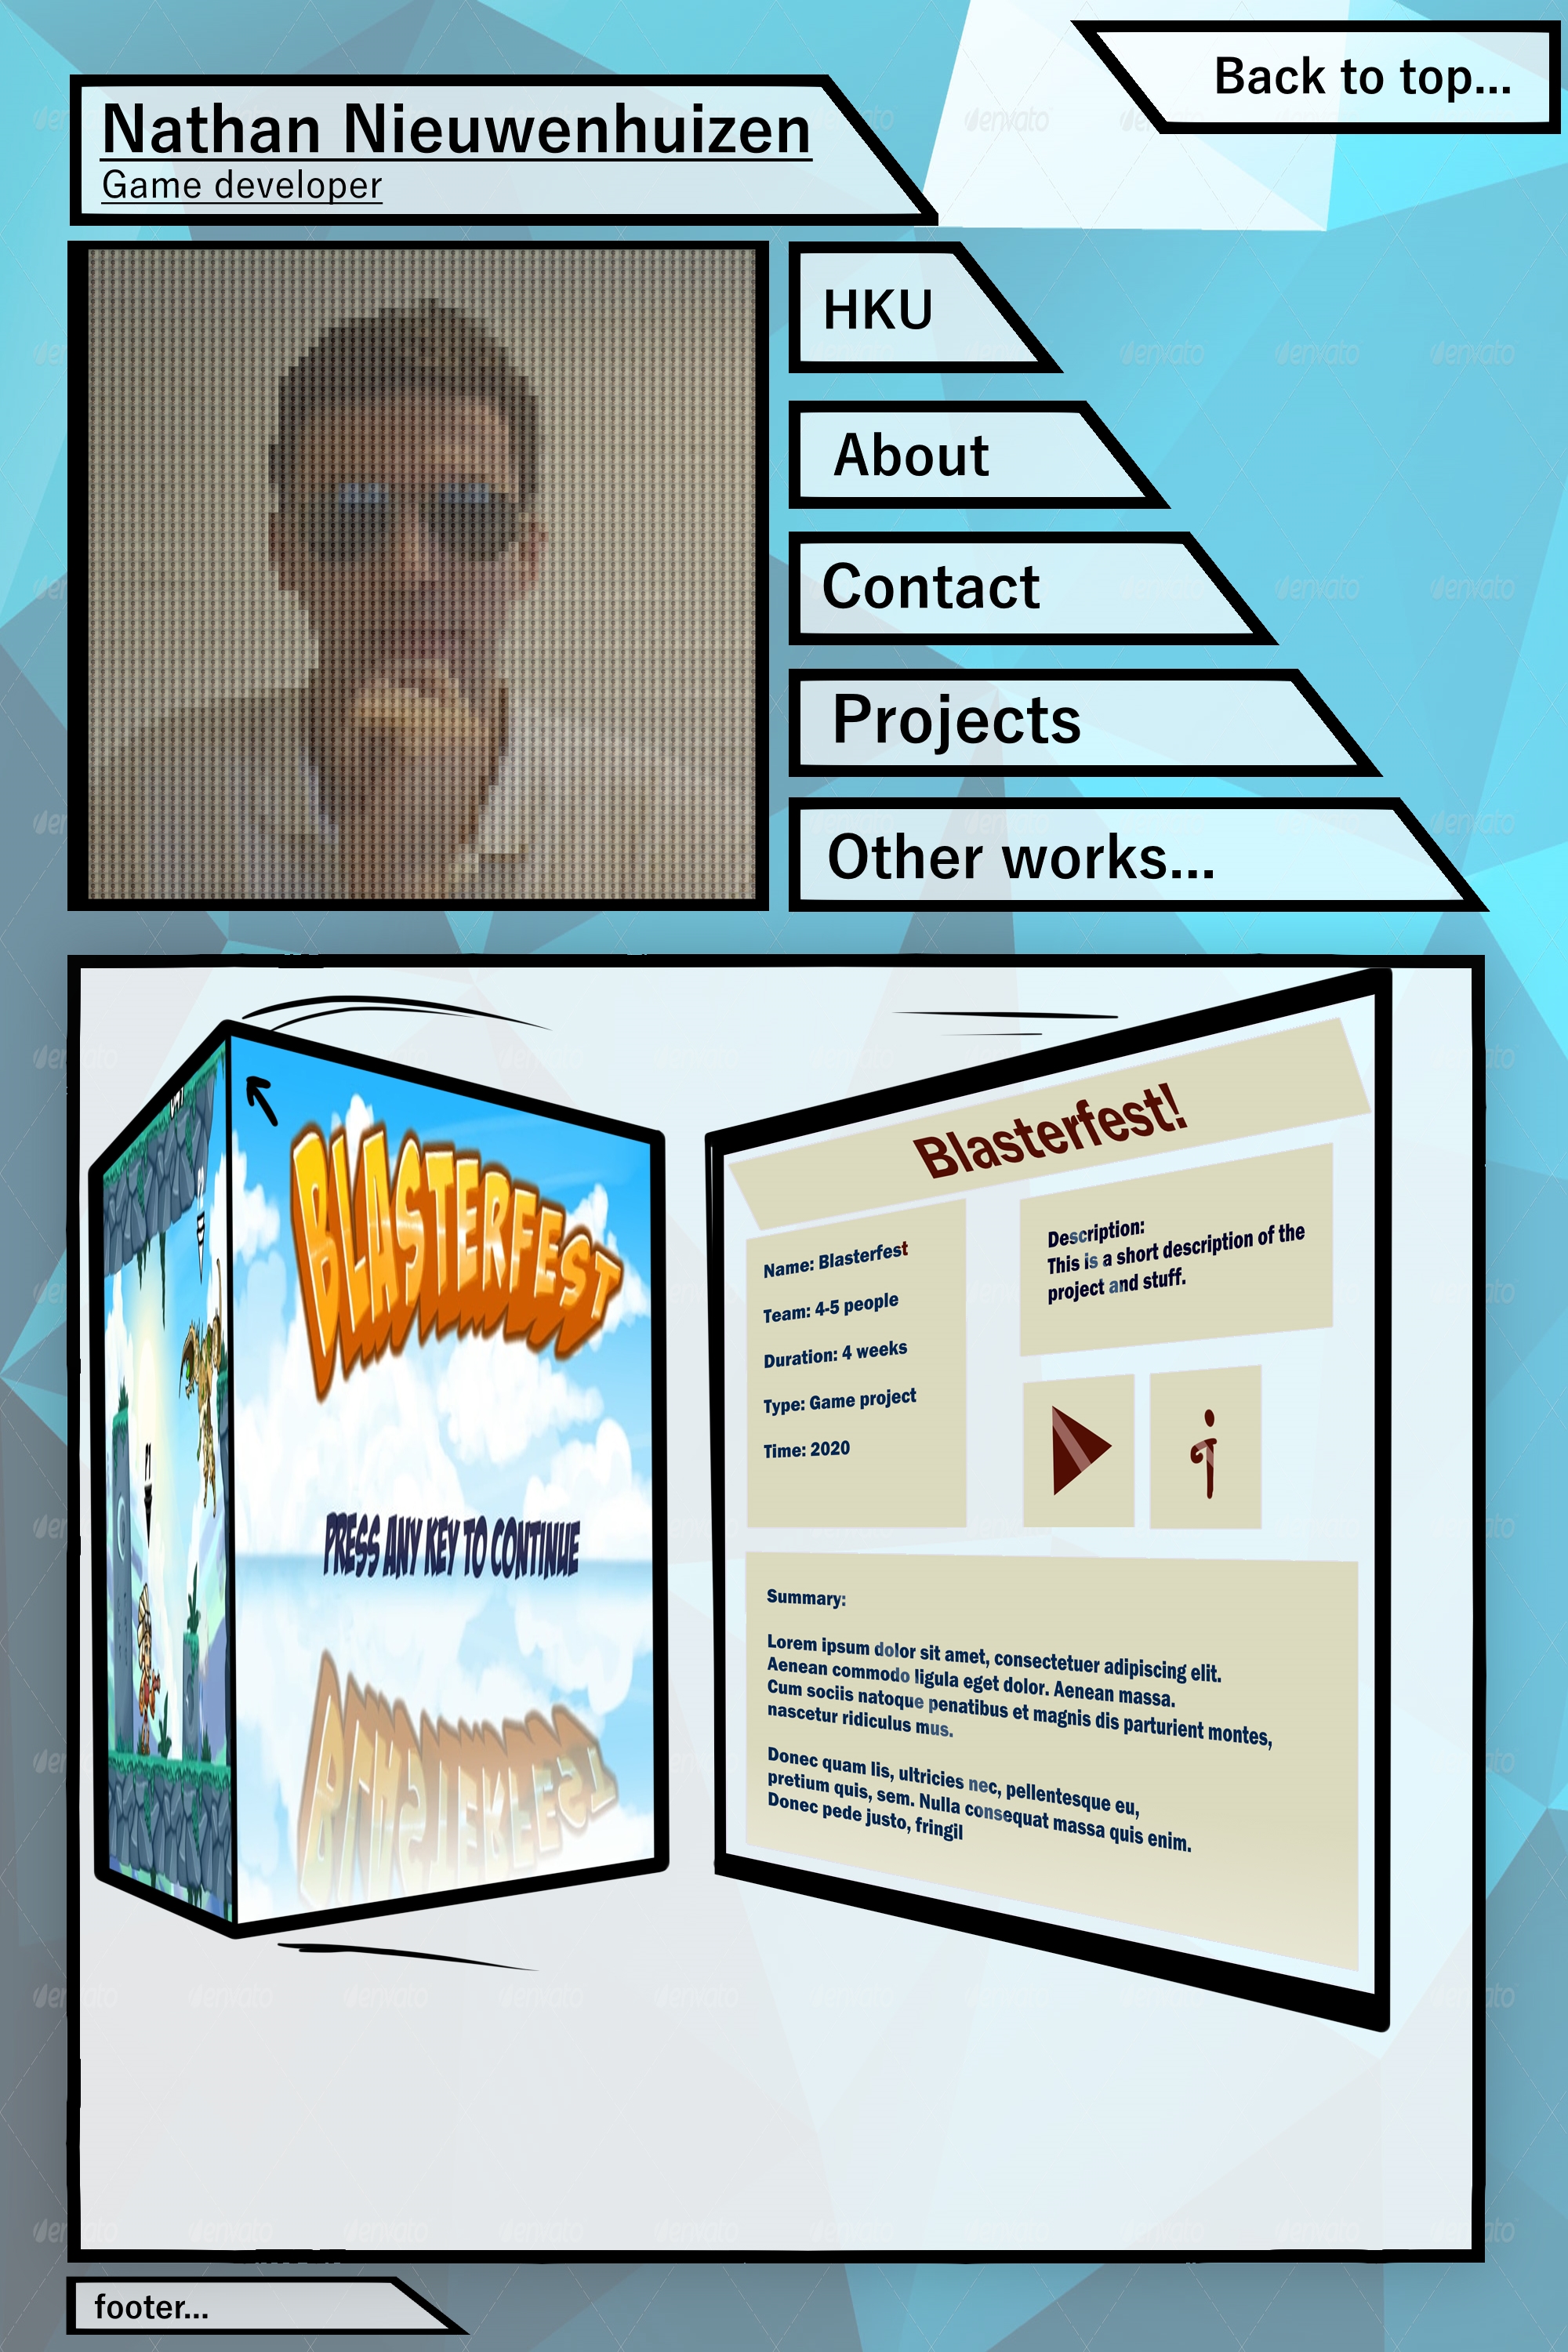 Back to top...
Nathan Nieuwenhuizen
Game developer
HKU
About
Contact
Projects
Other works...
BLASTERFEST
PRESS ANY KEY TO CONTINUE
BLASTERFEST
Blasterfest!
Name: Blasterfest
Team: 4-5 people
Duration: 4 weeks
Type: Game project
Time: 2020
Description:
This is a short description of the
project and stuff.
i
Summary:
Lorem ipsum dolor sit amet, consectetuer adipiscing elit.
Aenean commodo ligula eget dolor. Aenean massa.
Cum sociis natoque penatibus et magnis dis parturient montes,
nascetur ridiculus mus.
Donec quam lis, ultricies nec, pellentesque eu,
pretium quis, sem. Nulla consequat massa quis enim.
Donec pede justo, fringil
footer...
envato